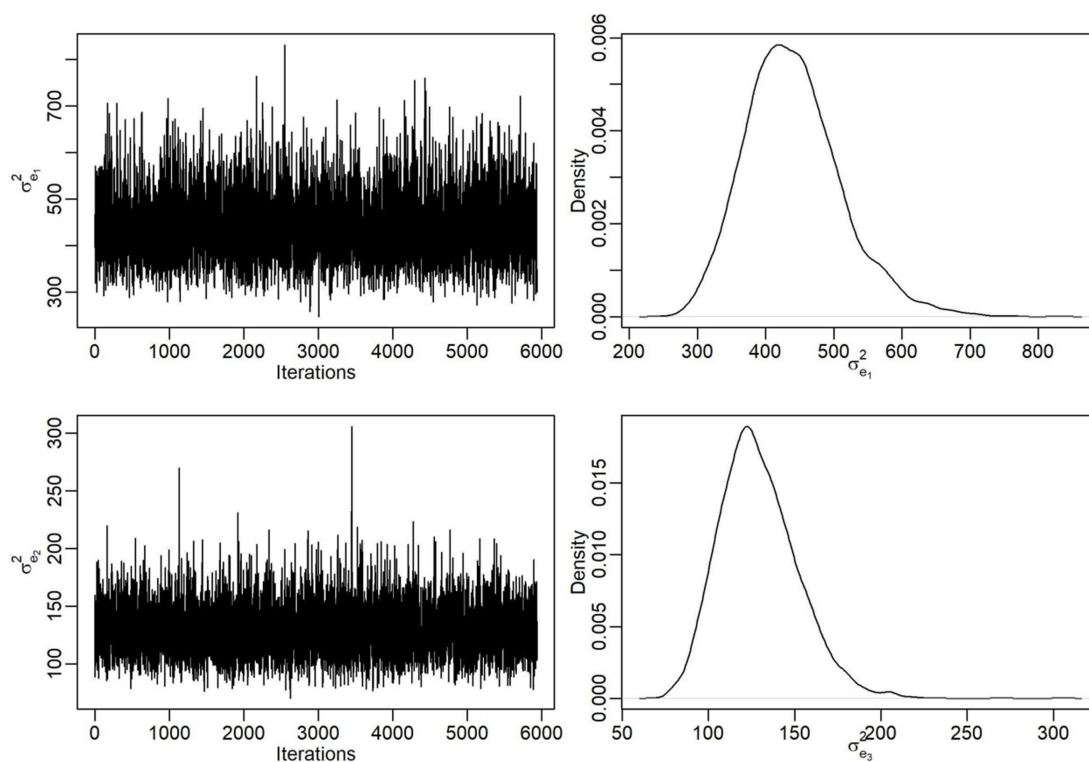 σ²e₁
300 500 700
0 1000 2000 3000 4000 5000 6000
Iterations
Density
0.000 0.002 0.004 0.006
200 300 400 500 600 700 800
σ²e₁
σ²e₂
100 150 200 250 300
0 1000 2000 3000 4000 5000 6000
Iterations
Density
0.000 0.005 0.010 0.015
50 100 150 200 250 300
σ²e₃